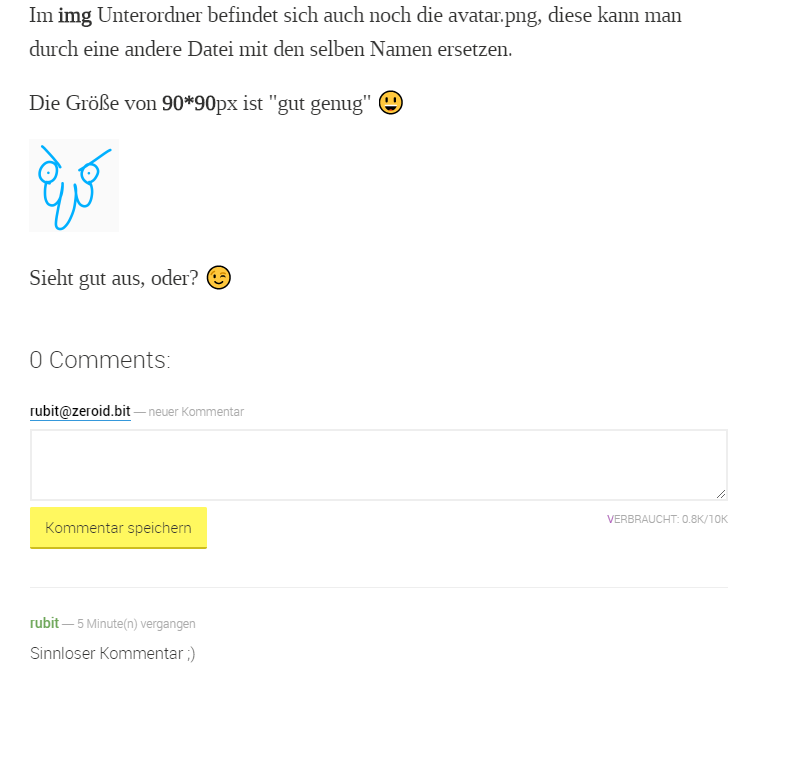 Im img Unterordner befindet sich auch noch die avatar.png, diese kann man
durch eine andere Datei mit den selben Namen ersetzen.
Die Größe von 90*90px ist "gut genug" 😃
Sieht gut aus, oder? 😉
0 Comments:
rubit@zeroid.bit — neuer Kommentar
Kommentar speichern
VERBRAUCHT: 0.8K/10K
rubit — 5 Minute(n) vergangen
Sinnloser Kommentar ;)